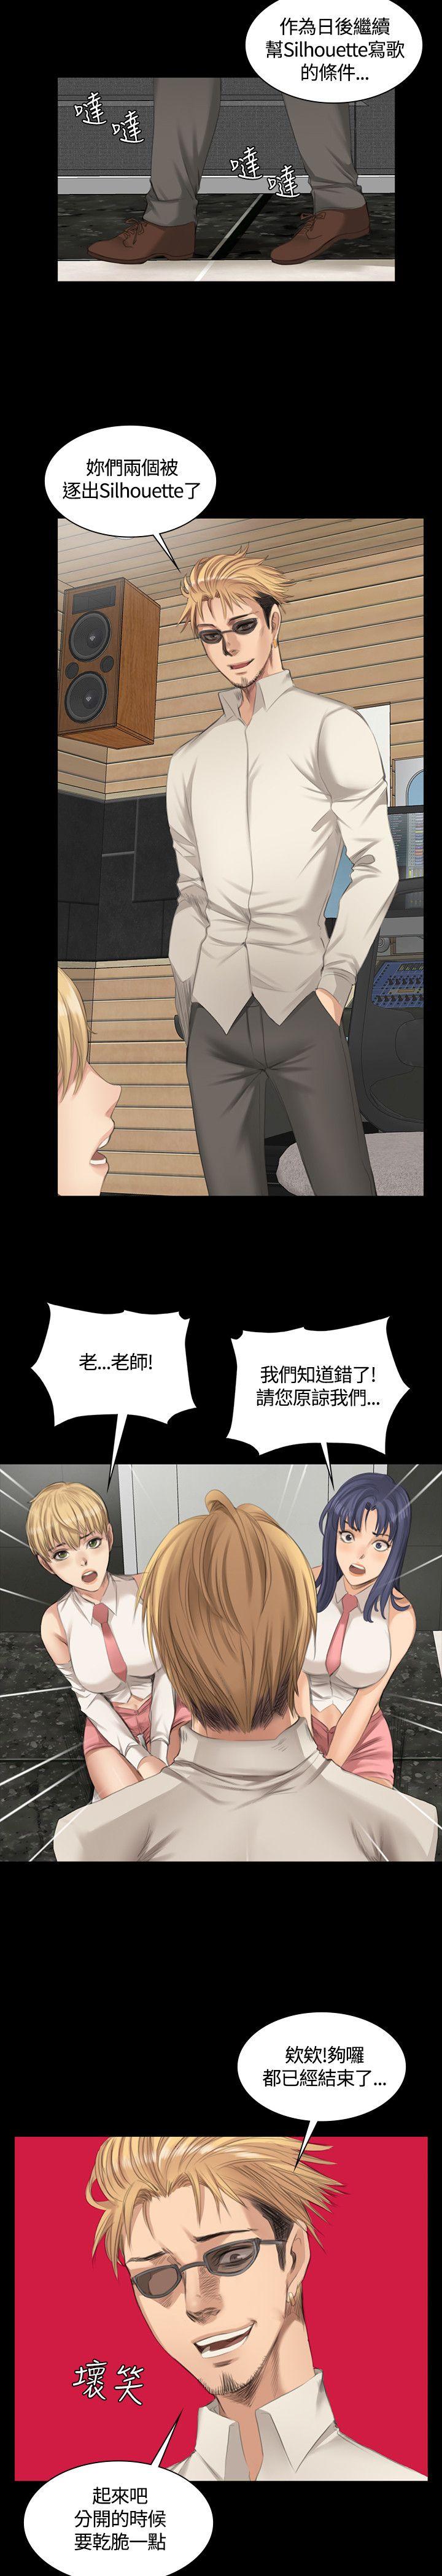 作為日後繼續
幫Silhouette寫歌
的條件...
噠
噠
噠
噠
妳們兩個被
逐出Silhouette了
老...老師!
我們知道錯了!
請您原諒我們...
欸欸!夠囉
都已經結束了...
壞笑
起來吧
分開的時候
要乾脆一點